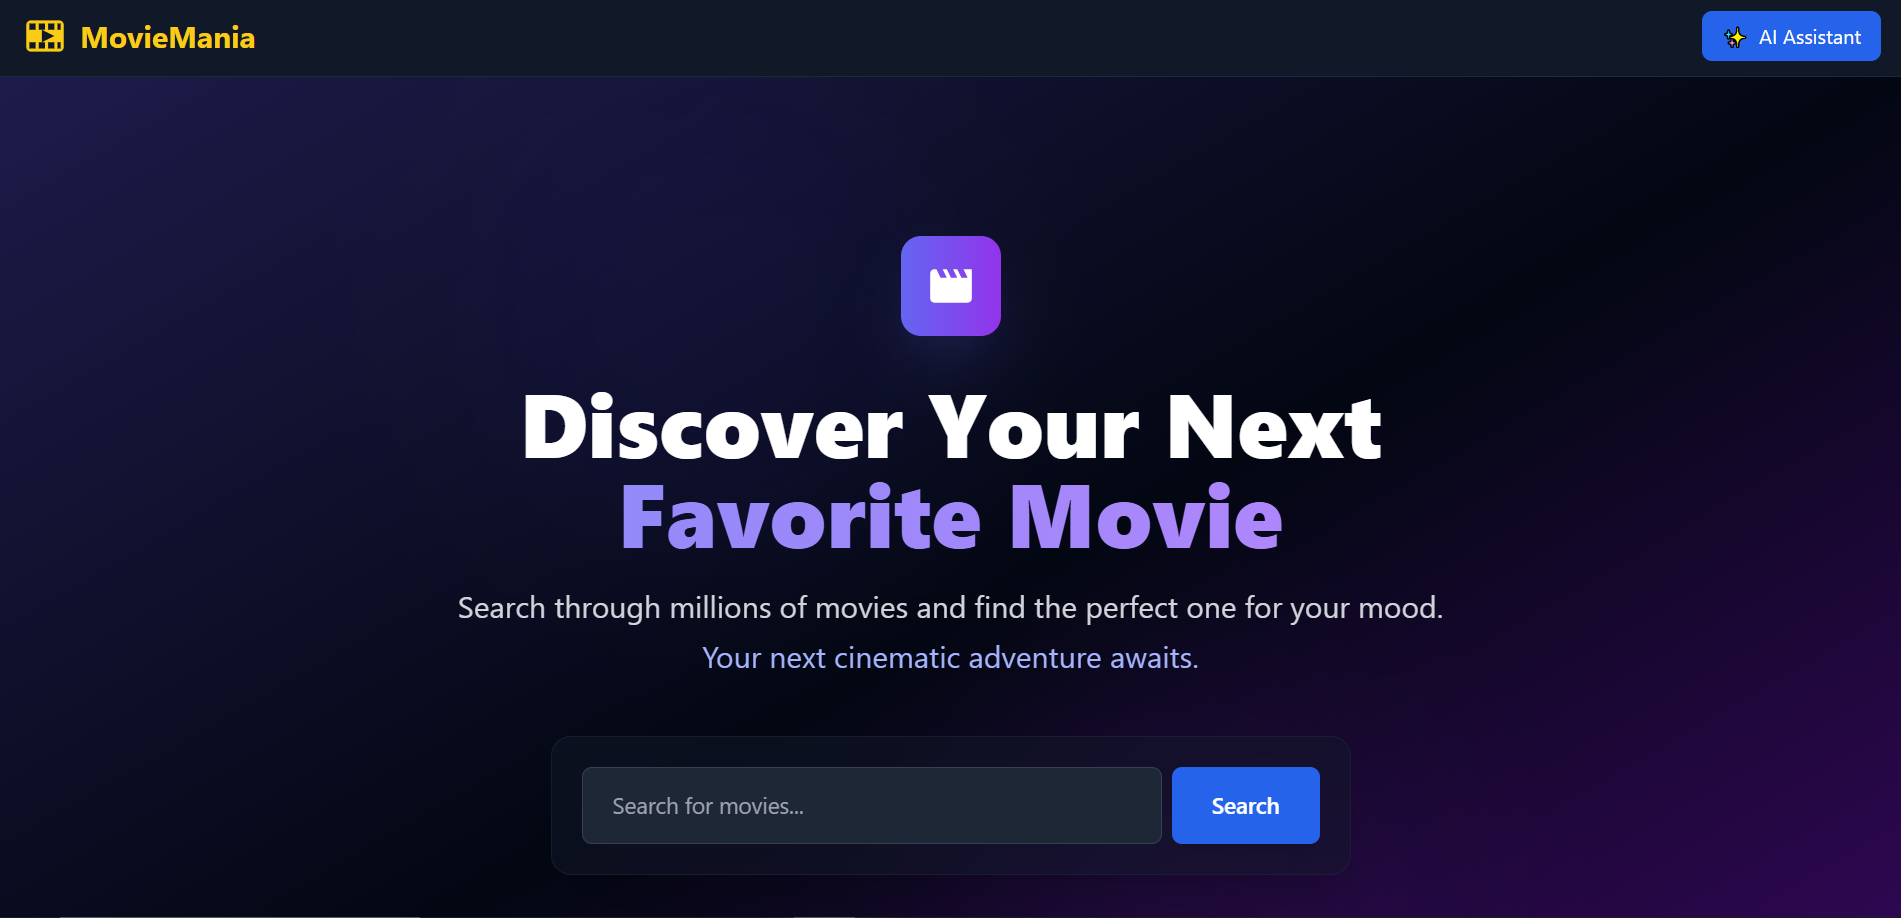 MovieMania
AI Assistant
Discover Your Next
Favorite Movie
Search through millions of movies and find the perfect one for your mood.
Your next cinematic adventure awaits.
Search for movies...
Search